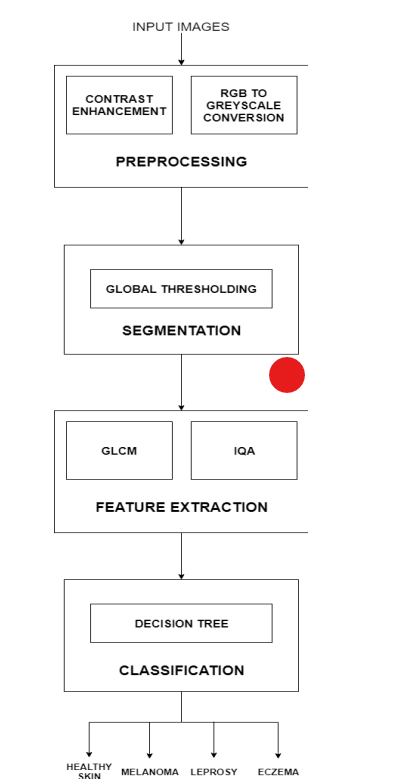 INPUT IMAGES
CONTRAST
ENHANCEMENT
RGB TO
GREYSCALE
CONVERSION
PREPROCESSING
GLOBAL THRESHOLDING
SEGMENTATION
GLCM
IQA
FEATURE EXTRACTION
DECISION TREE
CLASSIFICATION
HEALTHY
SKIN
MELANOMA
LEPROSY
ECZEMA